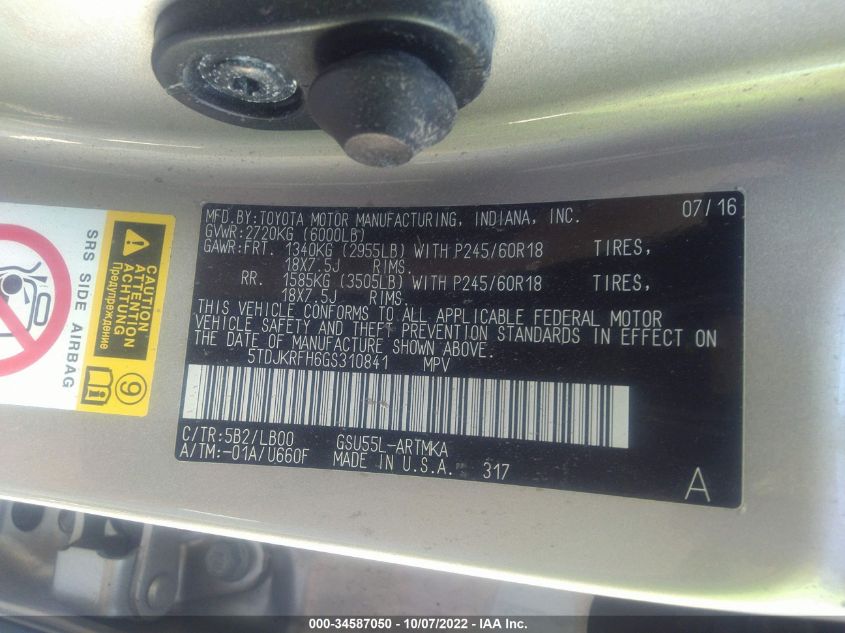 MFD.BY:TOYOTA MOTOR MANUFACTURING, INDIANA, INC. 07/16
GVWR:2720KG (6000LB)
GAWR:FRT. 1340KG (2955LB) WITH P245/60R18 TIRES,
18X7.5J RIMS.
RR. 1585KG (3505LB) WITH P245/60R18 TIRES,
18X7.5J RIMS.
THIS VEHICLE CONFORMS TO ALL APPLICABLE FEDERAL MOTOR
VEHICLE SAFETY AND THEFT PREVENTION STANDARDS IN EFFECT ON
THE DATE OF MANUFACTURE SHOWN ABOVE.
5TDJKRFH6GS310841 MPV
C/TR:5B2/LB00 GSU55L-ARTMKA
A/TM:-01A/U660F MADE IN U.S.A. 317
A
SRS SIDE AIRBAG
CAUTION
ATTENTION
ACHTUNG
Предупреждение
9
000-34587050 - 10/07/2022 - IAA Inc.